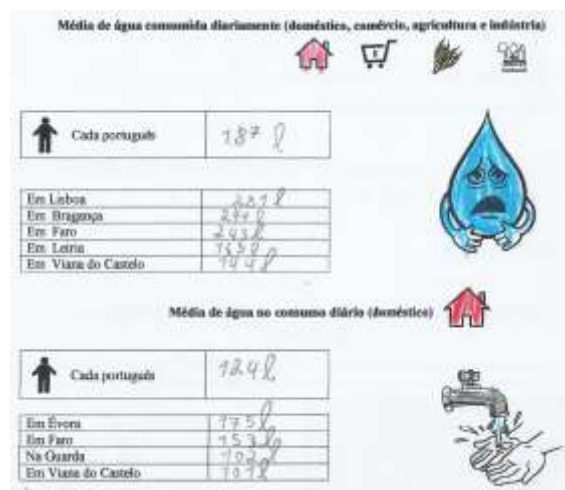 Média de água consumida diariamente (doméstico, comércio, agricultura e indústria)
Cada português 187 l
Em Lisboa
Em Bragança
Em Faro 243 l
Em Leiria
Em Viana do Castelo 144 l
Média de água no consumo diário (doméstico)
Cada português 124 l
Em Évora 175 l
Em Faro 153 l
Na Guarda 102 l
Em Viana do Castelo 101 l